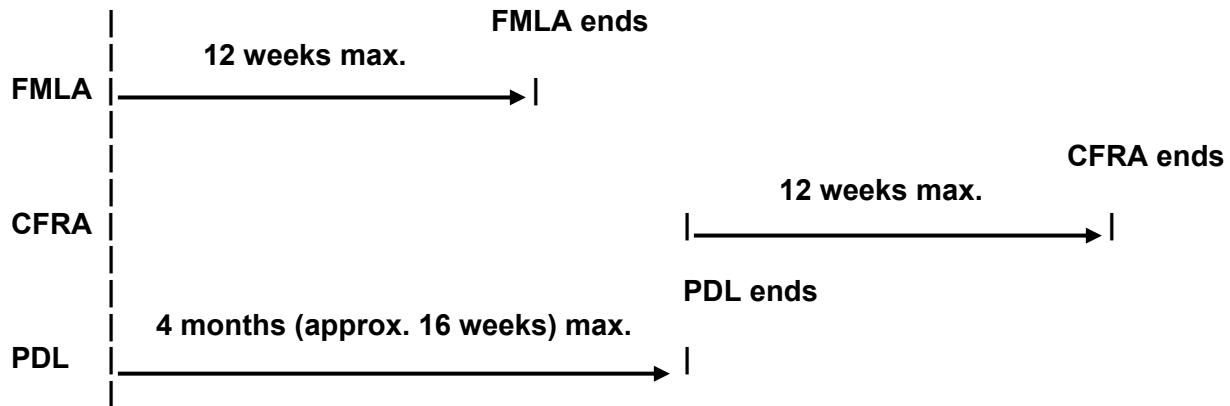 FMLA ends
12 weeks max.
FMLA
CFRA ends
12 weeks max.
CFRA
PDL ends
4 months (approx. 16 weeks) max.
PDL